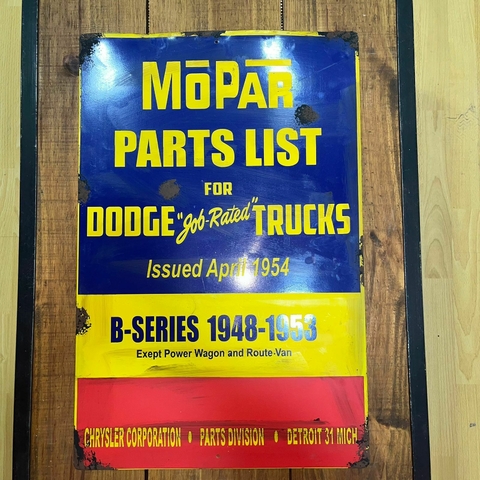 MOPAR
PARTS LIST
FOR
DODGE "Job-Rated" TRUCKS
Issued April 1954
B-SERIES 1948-1953
Exept Power Wagon and Route-Van
CHRYSLER CORPORATION • PARTS DIVISION • DETROIT 31 MICH